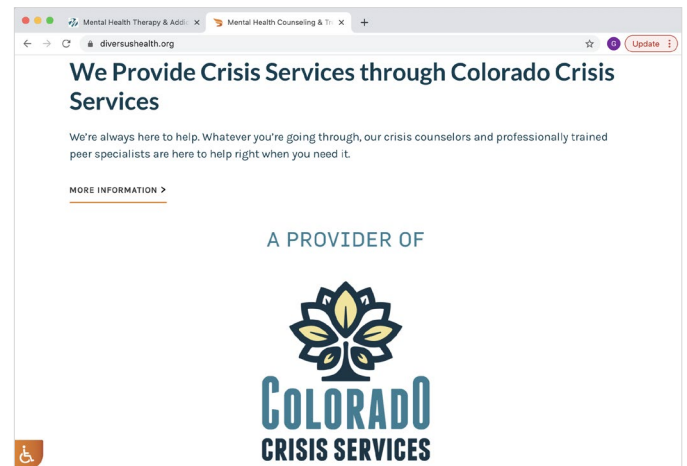 Mental Health Therapy & Addic
Mental Health Counseling & Tr
diversushealth.org
G
Update
We Provide Crisis Services through Colorado Crisis
Services
We're always here to help. Whatever you're going through, our crisis counselors and professionally trained
peer specialists are here to help right when you need it.
MORE INFORMATION >
A PROVIDER OF
COLORADO
CRISIS SERVICES